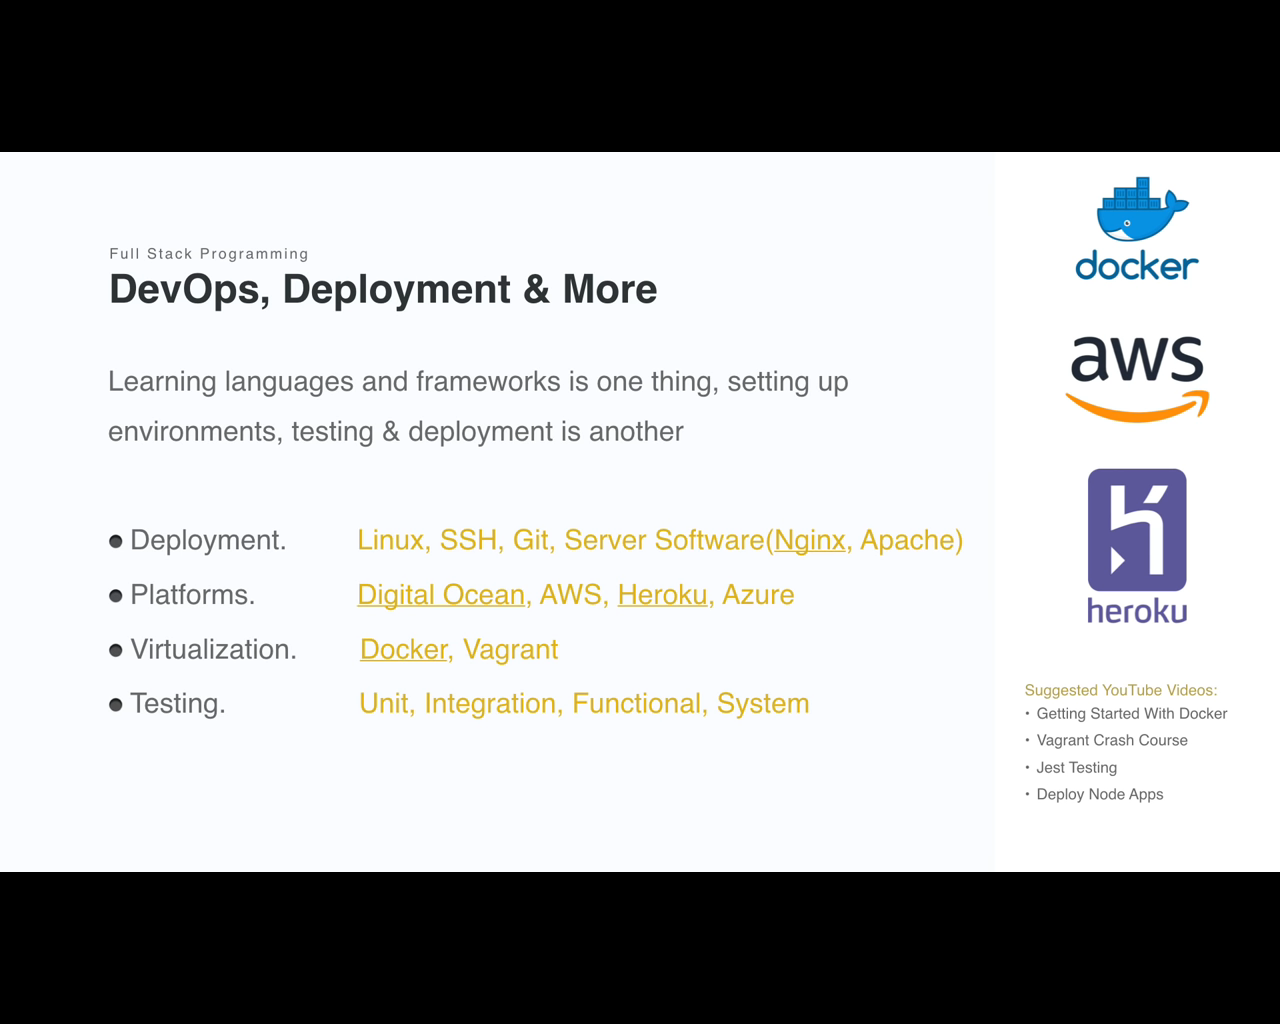 Full Stack Programming
DevOps, Deployment & More
Learning languages and frameworks is one thing, setting up
environments, testing & deployment is another
Deployment. Linux, SSH, Git, Server Software(Nginx, Apache)
Platforms. Digital Ocean, AWS, Heroku, Azure
Virtualization. Docker, Vagrant
Testing. Unit, Integration, Functional, System
docker
aws
heroku
Suggested YouTube Videos:
• Getting Started With Docker
• Vagrant Crash Course
• Jest Testing
• Deploy Node Apps